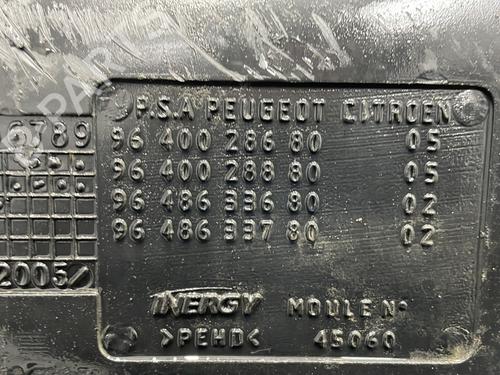 P.S.A PEUGEOT CITROEN
96 400 286 80 05
96 400 288 80 05
96 486 336 80 02
96 486 337 80 02
6789
2005/
INERGY MOULE N°
>PEHD< 45060